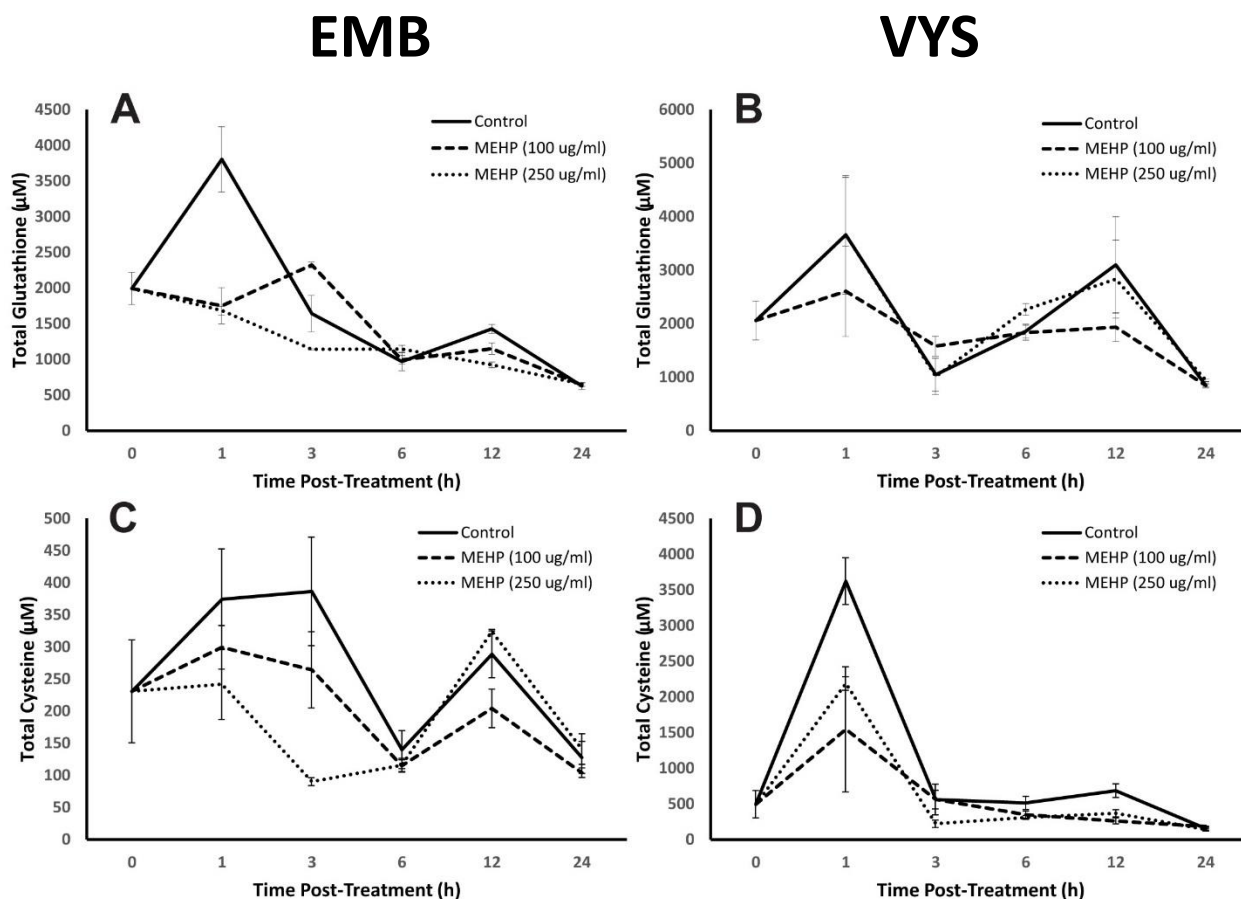 EMB
VYS
A
Control
MEHP (100 ug/ml)
MEHP (250 ug/ml)
Total Glutathione (µM)
4500
4000
3500
3000
2500
2000
1500
1000
500
0
0 1 3 6 12 24
Time Post-Treatment (h)
B
Control
MEHP (100 ug/ml)
MEHP (250 ug/ml)
Total Glutathione (µM)
6000
5000
4000
3000
2000
1000
0
0 1 3 6 12 24
Time Post-Treatment (h)
C
Control
MEHP (100 ug/ml)
MEHP (250 ug/ml)
Total Cysteine (µM)
500
450
400
350
300
250
200
150
100
50
0
0 1 3 6 12 24
Time Post-Treatment (h)
D
Control
MEHP (100 ug/ml)
MEHP (250 ug/ml)
Total Cysteine (µM)
4500
4000
3500
3000
2500
2000
1500
1000
500
0
0 1 3 6 12 24
Time Post-Treatment (h)